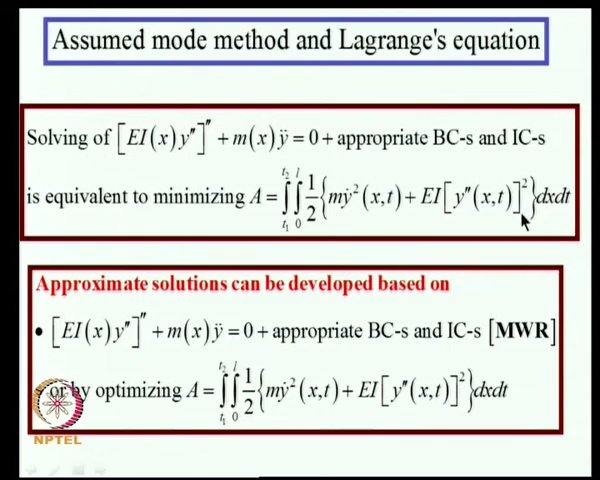 Assumed mode method and Lagrange's equation
Solving of [EI(x)y″]″ + m(x)ÿ = 0 + appropriate BC-s and IC-s
is equivalent to minimizing A = ∫_{t₁}^{t₂} ∫_{0}^{l} 1/2 {mẏ²(x,t) + EI[y″(x,t)]²}dxdt
Approximate solutions can be developed based on
• [EI(x)y″]″ + m(x)ÿ = 0 + appropriate BC-s and IC-s [MWR]
or by optimizing A = ∫_{t₁}^{t₂} ∫_{0}^{l} 1/2 {mẏ²(x,t) + EI[y″(x,t)]²}dxdt
NPTEL